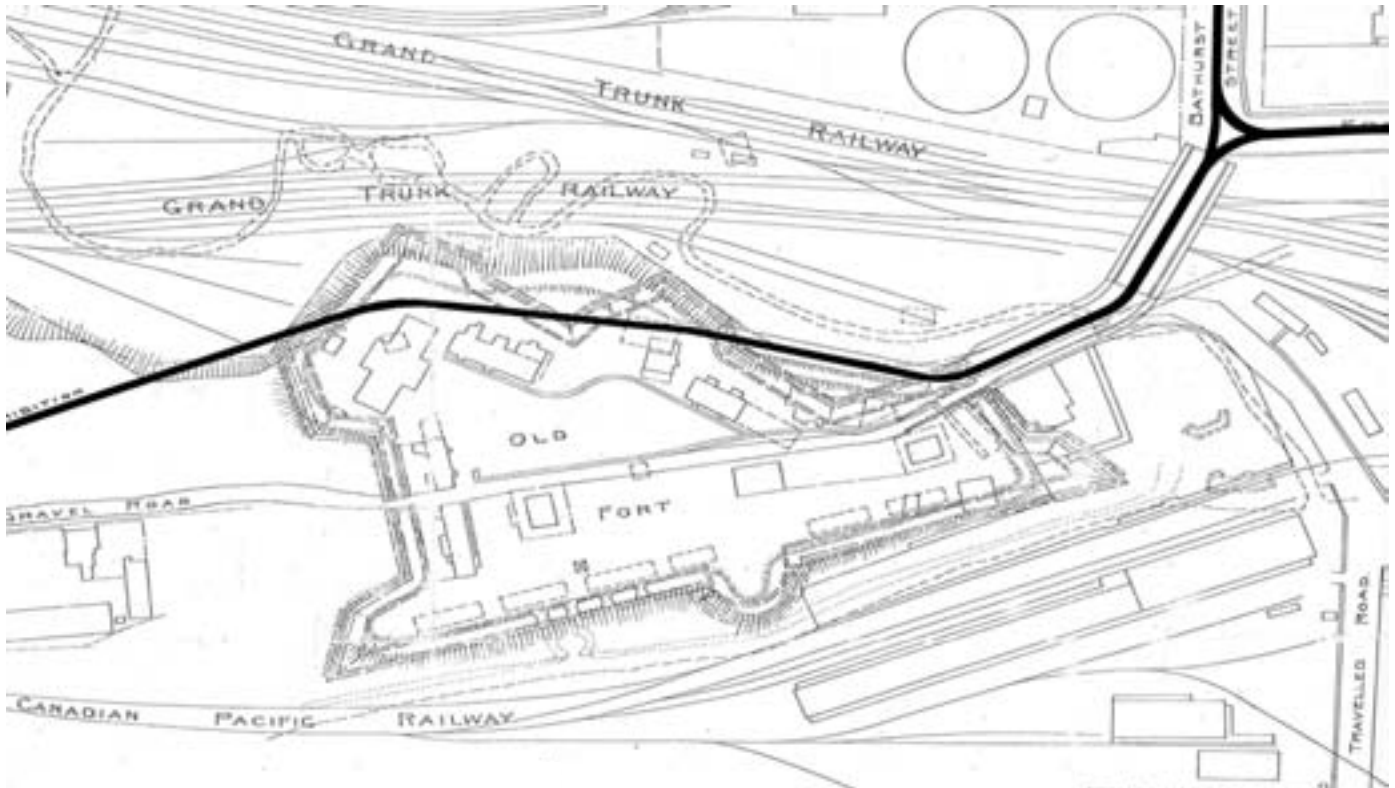 GRAND TRUNK RAILWAY
BATHURST STREET
GRAND TRUNK RAILWAY
OLD
FORT
GRAVEL ROAD
CANADIAN PACIFIC RAILWAY
TRAVELLED ROAD.